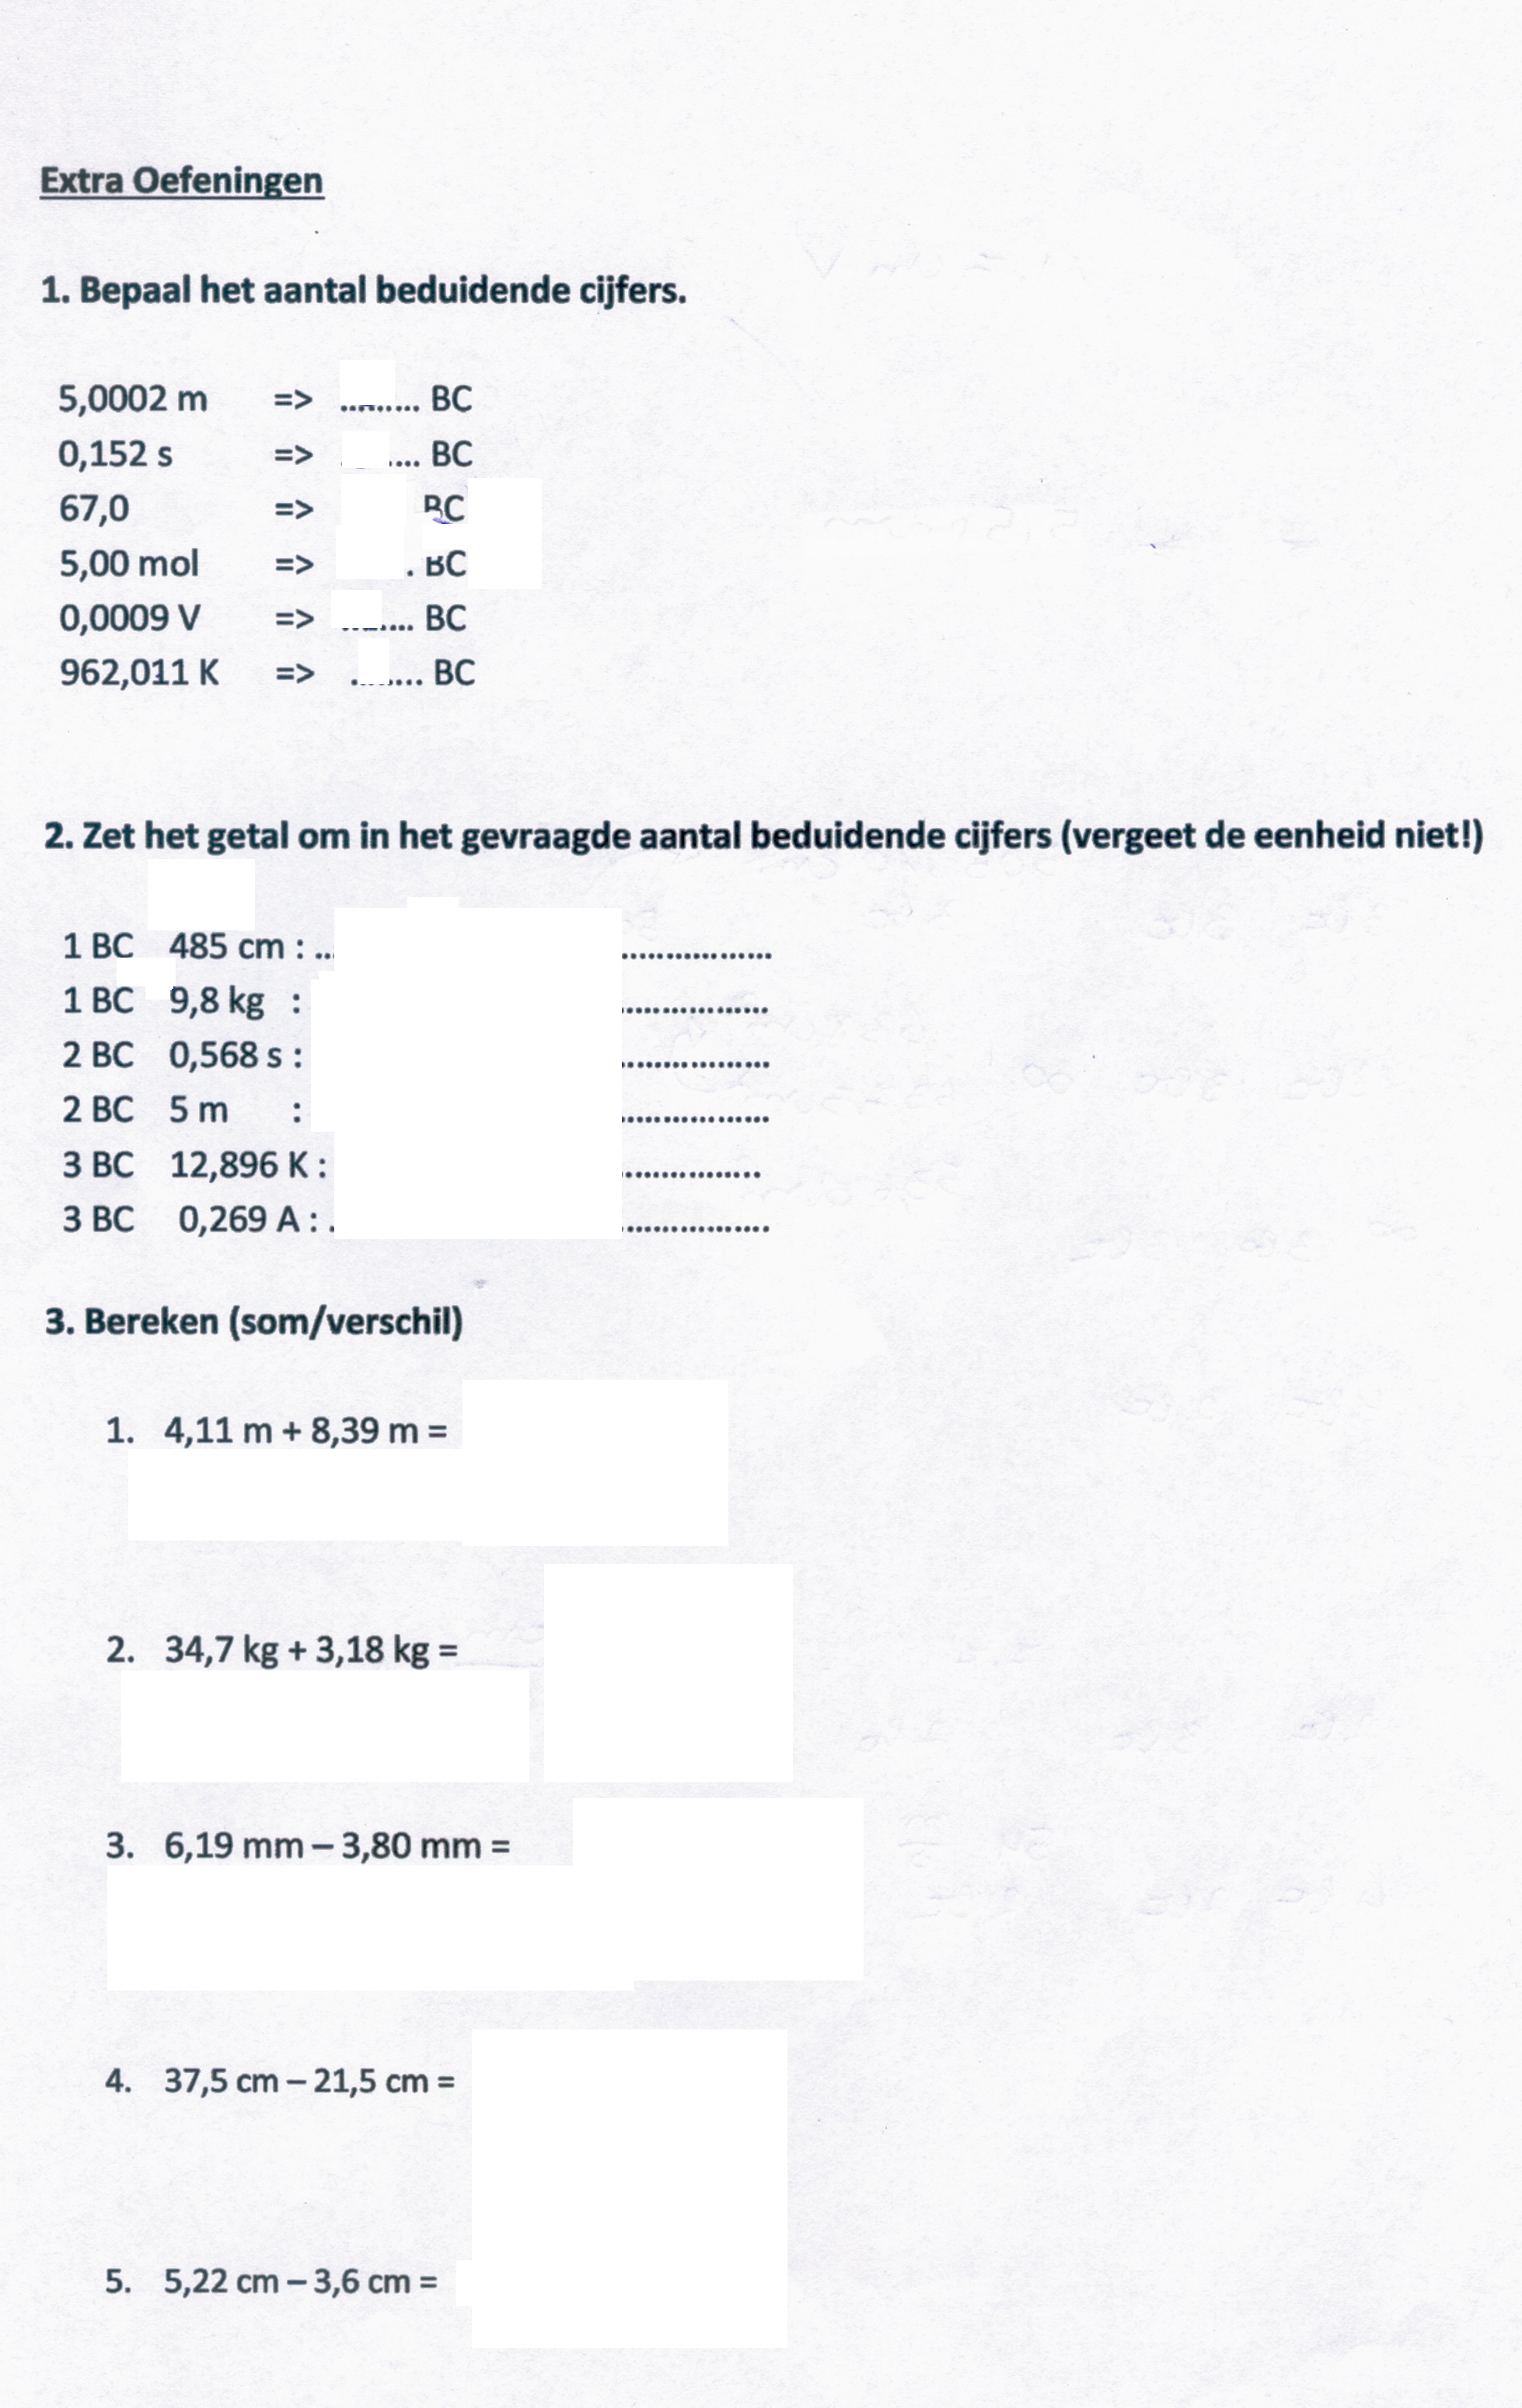 Extra Oefeningen
1. Bepaal het aantal beduidende cijfers.
5,0002 m => ......... BC
0,152 s => ....... BC
67,0 => BC
5,00 mol => . BC
0,0009 V => ........ BC
962,011 K => ........ BC
2. Zet het getal om in het gevraagde aantal beduidende cijfers (vergeet de eenheid niet!)
1 BC 485 cm : ... .................
1 BC 9,8 kg : .................
2 BC 0,568 s : .................
2 BC 5 m : .................
3 BC 12,896 K : ................
3 BC 0,269 A : . .................
3. Bereken (som/verschil)
1. 4,11 m + 8,39 m =
2. 34,7 kg + 3,18 kg =
3. 6,19 mm – 3,80 mm =
4. 37,5 cm – 21,5 cm =
5. 5,22 cm – 3,6 cm =